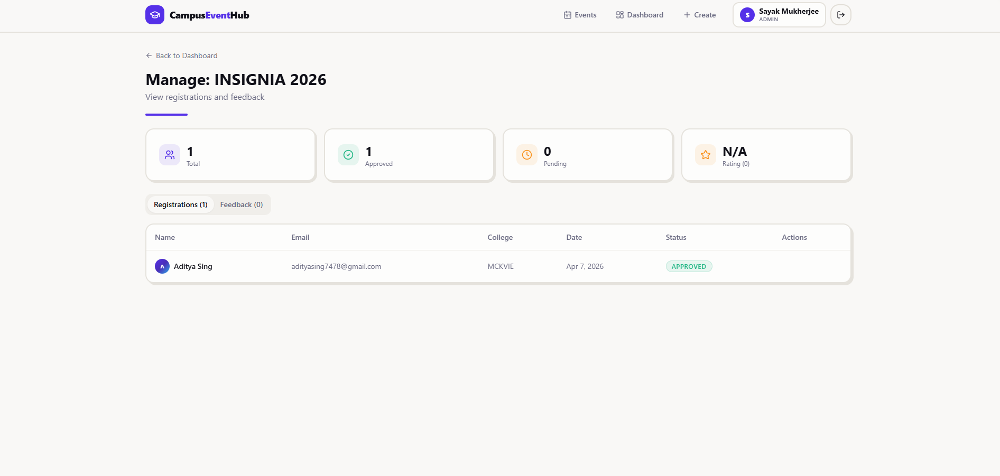 CampusEventHub
Events
Dashboard
Create
S
Sayak Mukherjee
ADMIN
Back to Dashboard
Manage: INSIGNIA 2026
View registrations and feedback
1
Total
1
Approved
0
Pending
N/A
Rating (0)
Registrations (1) Feedback (0)
Name Email College Date Status Actions
A Aditya Sing adityasing7478@gmail.com MCKVIE Apr 7, 2026 APPROVED